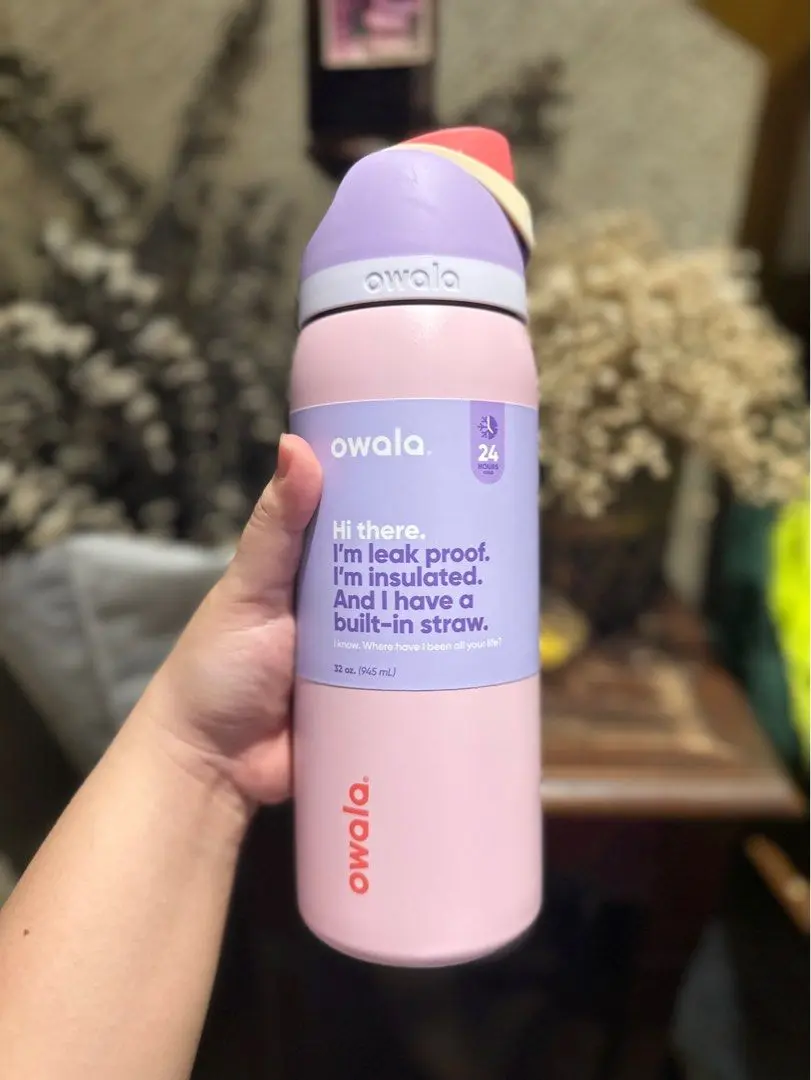 owala
owala®
24
HOURS
COLD
Hi there.
I'm leak proof.
I'm insulated.
And I have a
built-in straw.
I know. Where have I been all your life?
32 oz. (945 mL)
owala®